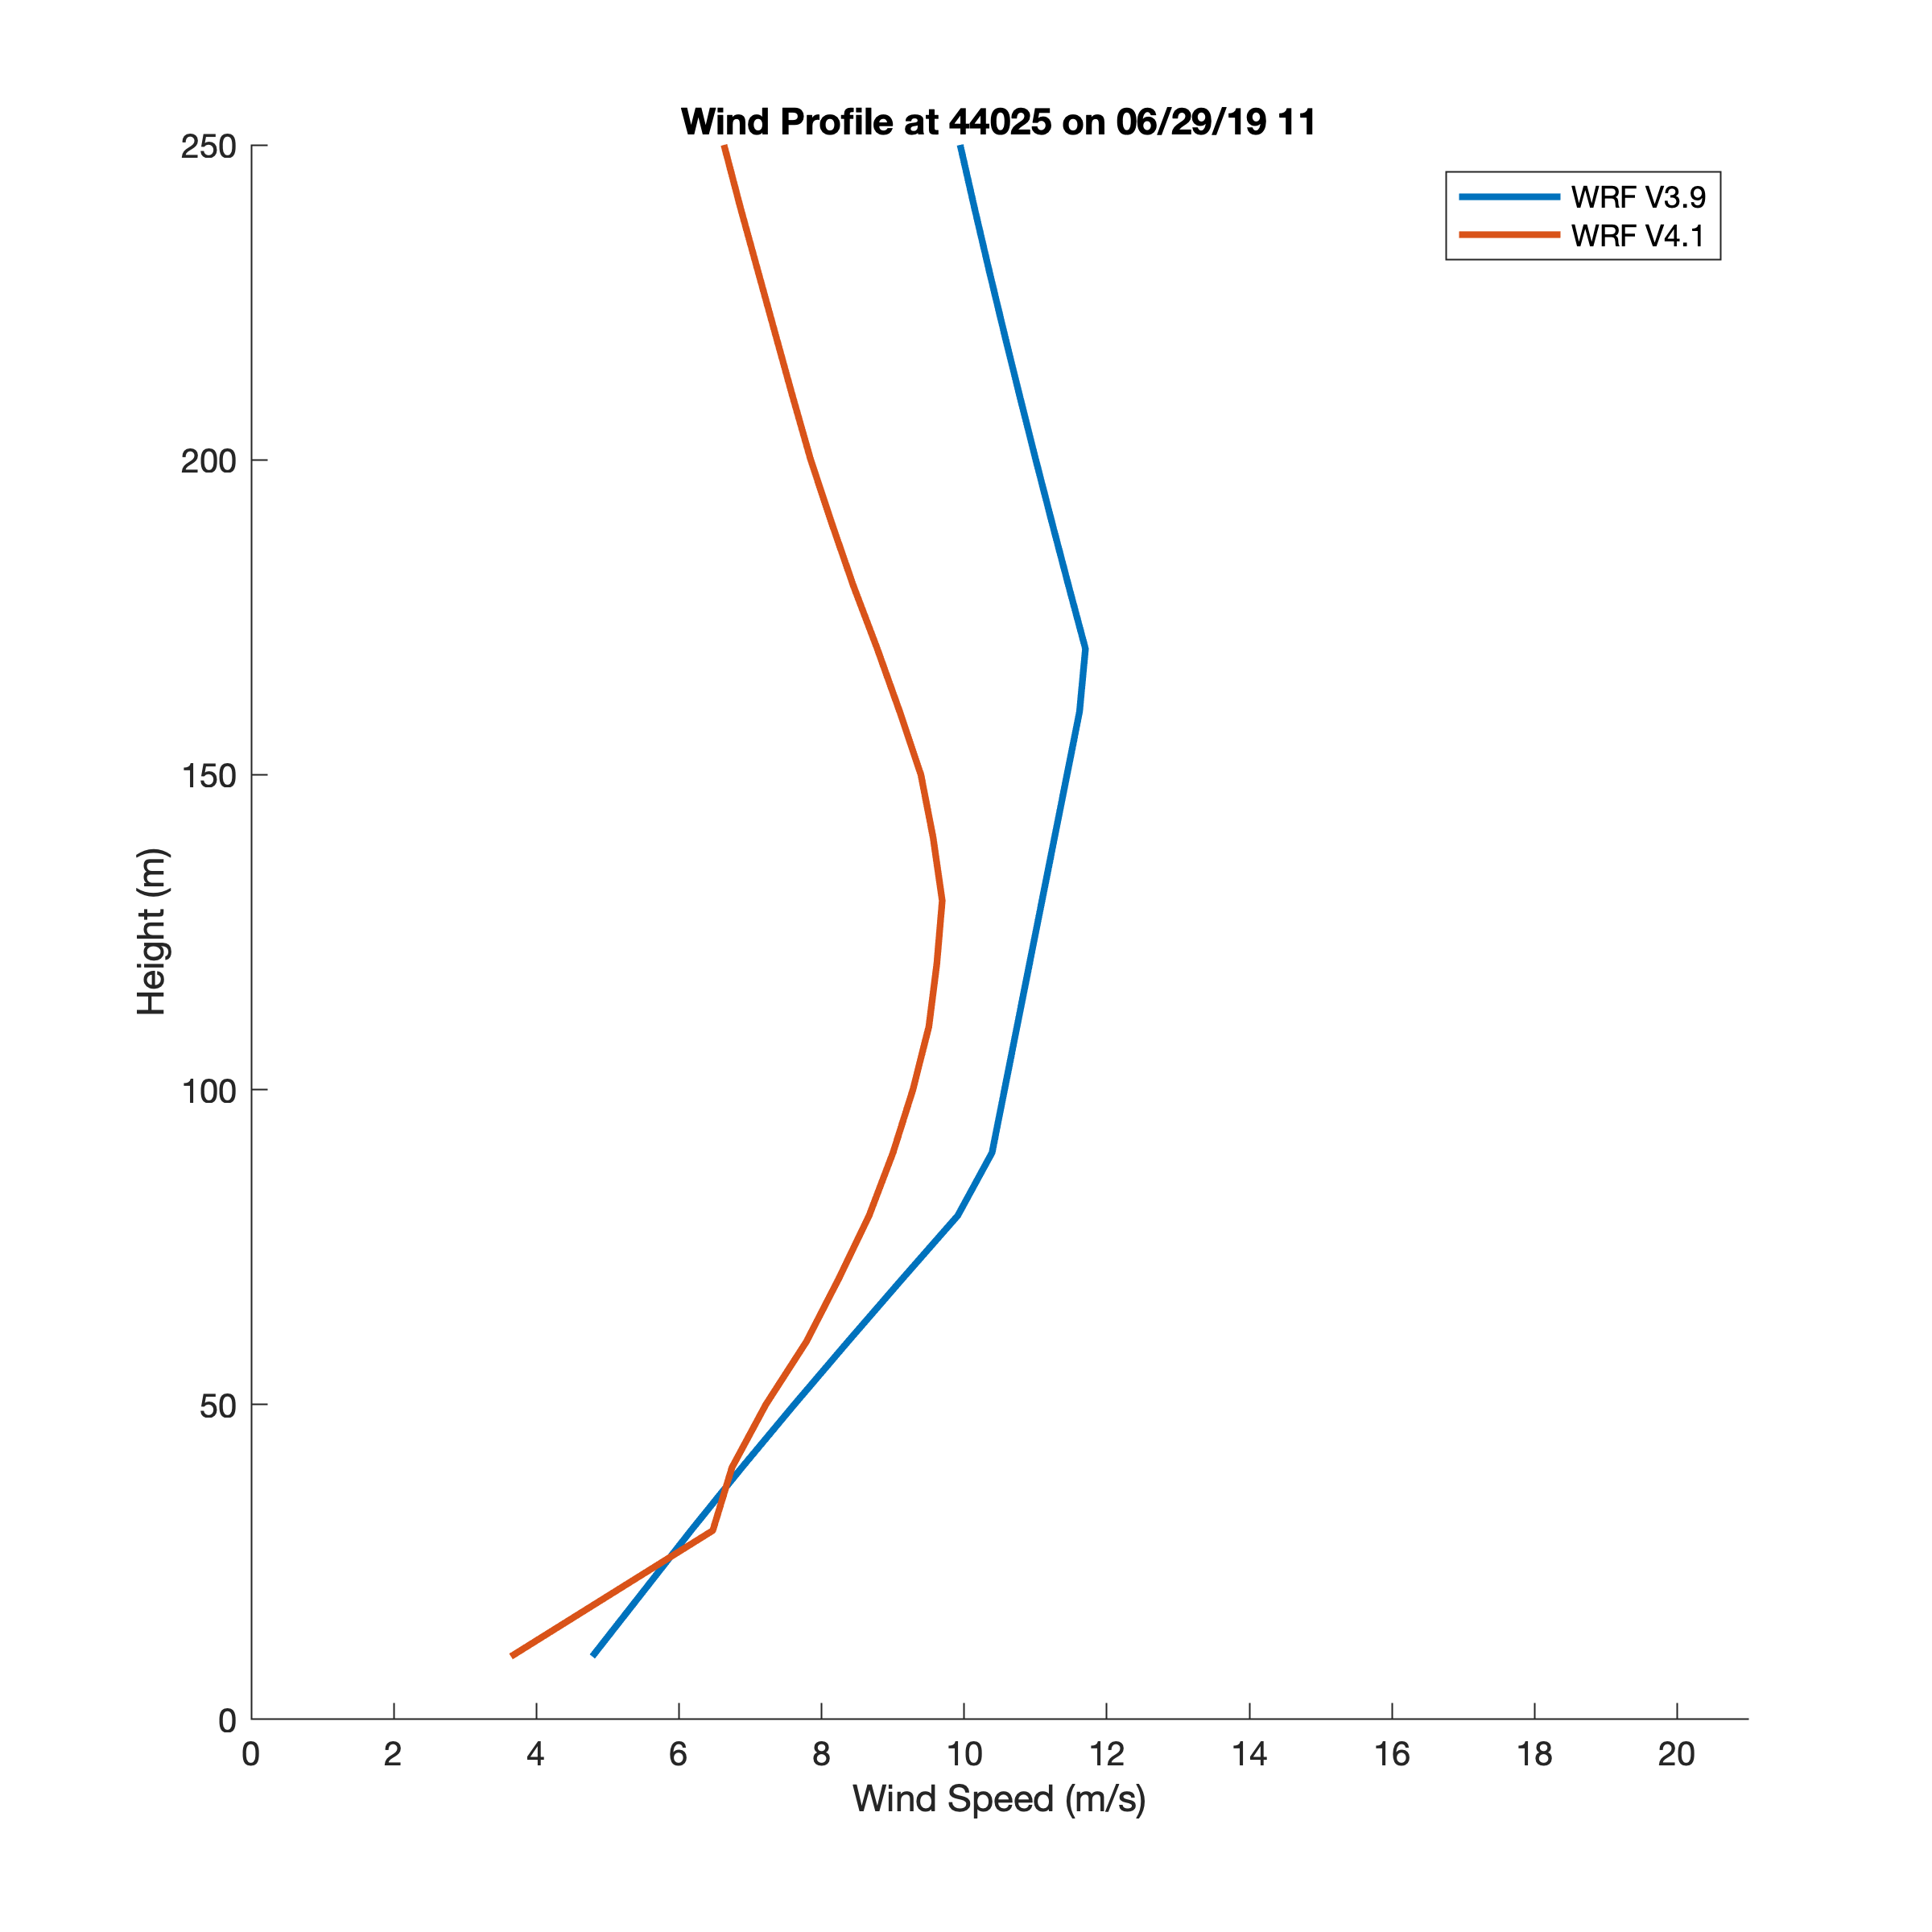 Wind Profile at 44025 on 06/29/19 11
WRF V3.9
WRF V4.1
250
200
150
100
50
0
Height (m)
0 2 4 6 8 10 12 14 16 18 20
Wind Speed (m/s)